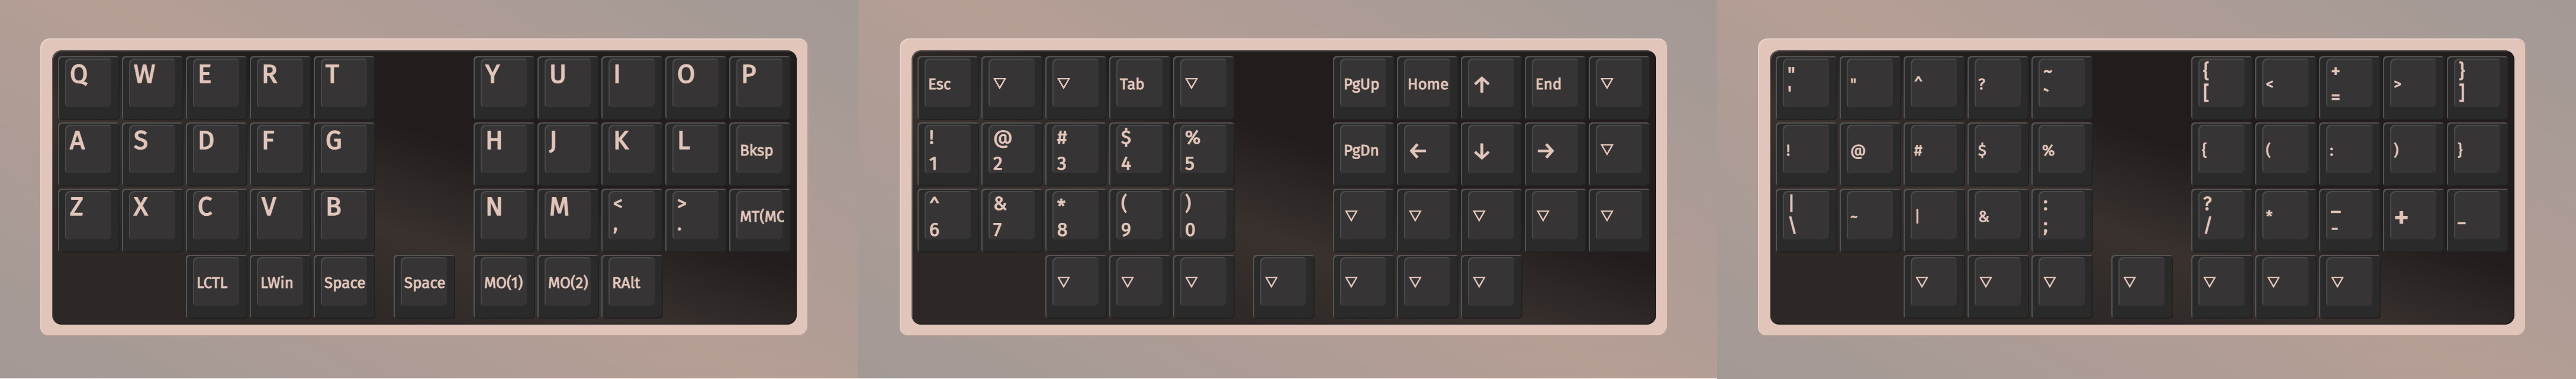 Q W E R T Y U I O P
A S D F G H J K L Bksp
Z X C V B N M < , > . MT(MC
LCTL LWin Space Space MO(1) MO(2) RAlt
Esc ▽ ▽ Tab ▽ PgUp Home ↑ End ▽
! 1 @ 2 # 3 $ 4 % 5 PgDn ← ↓ → ▽
^ 6 & 7 * 8 ( 9 ) 0 ▽ ▽ ▽ ▽ ▽
▽ ▽ ▽ ▽ ▽ ▽ ▽
" ' " ^ ? ~ ` { [ < + = > } ]
! @ # $ % { ( : ) }
| \ ~ | & : ; ? / * _ - + _
▽ ▽ ▽ ▽ ▽ ▽ ▽